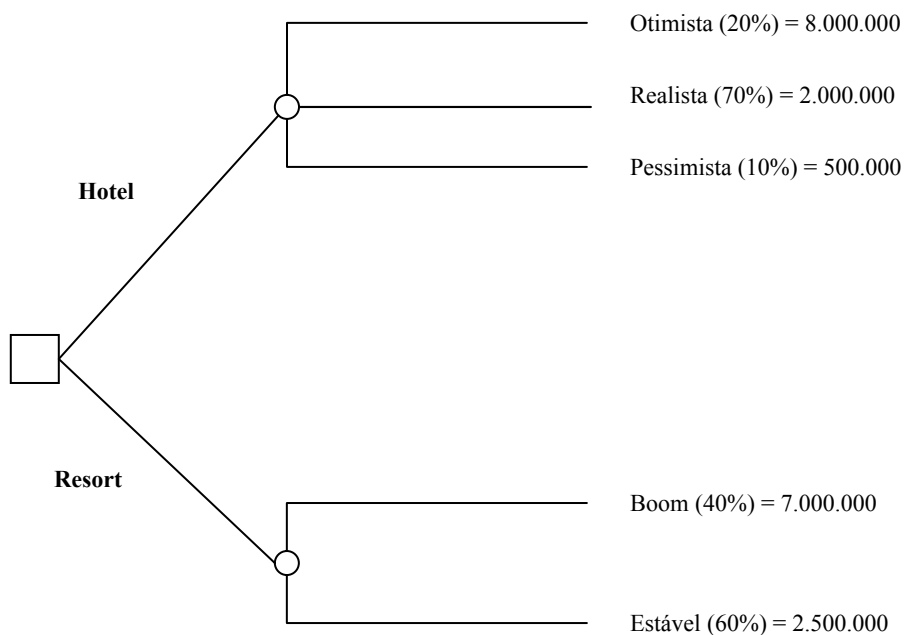 Otimista (20%) = 8.000.000
Realista (70%) = 2.000.000
Pessimista (10%) = 500.000
Hotel
Resort
Boom (40%) = 7.000.000
Estável (60%) = 2.500.000